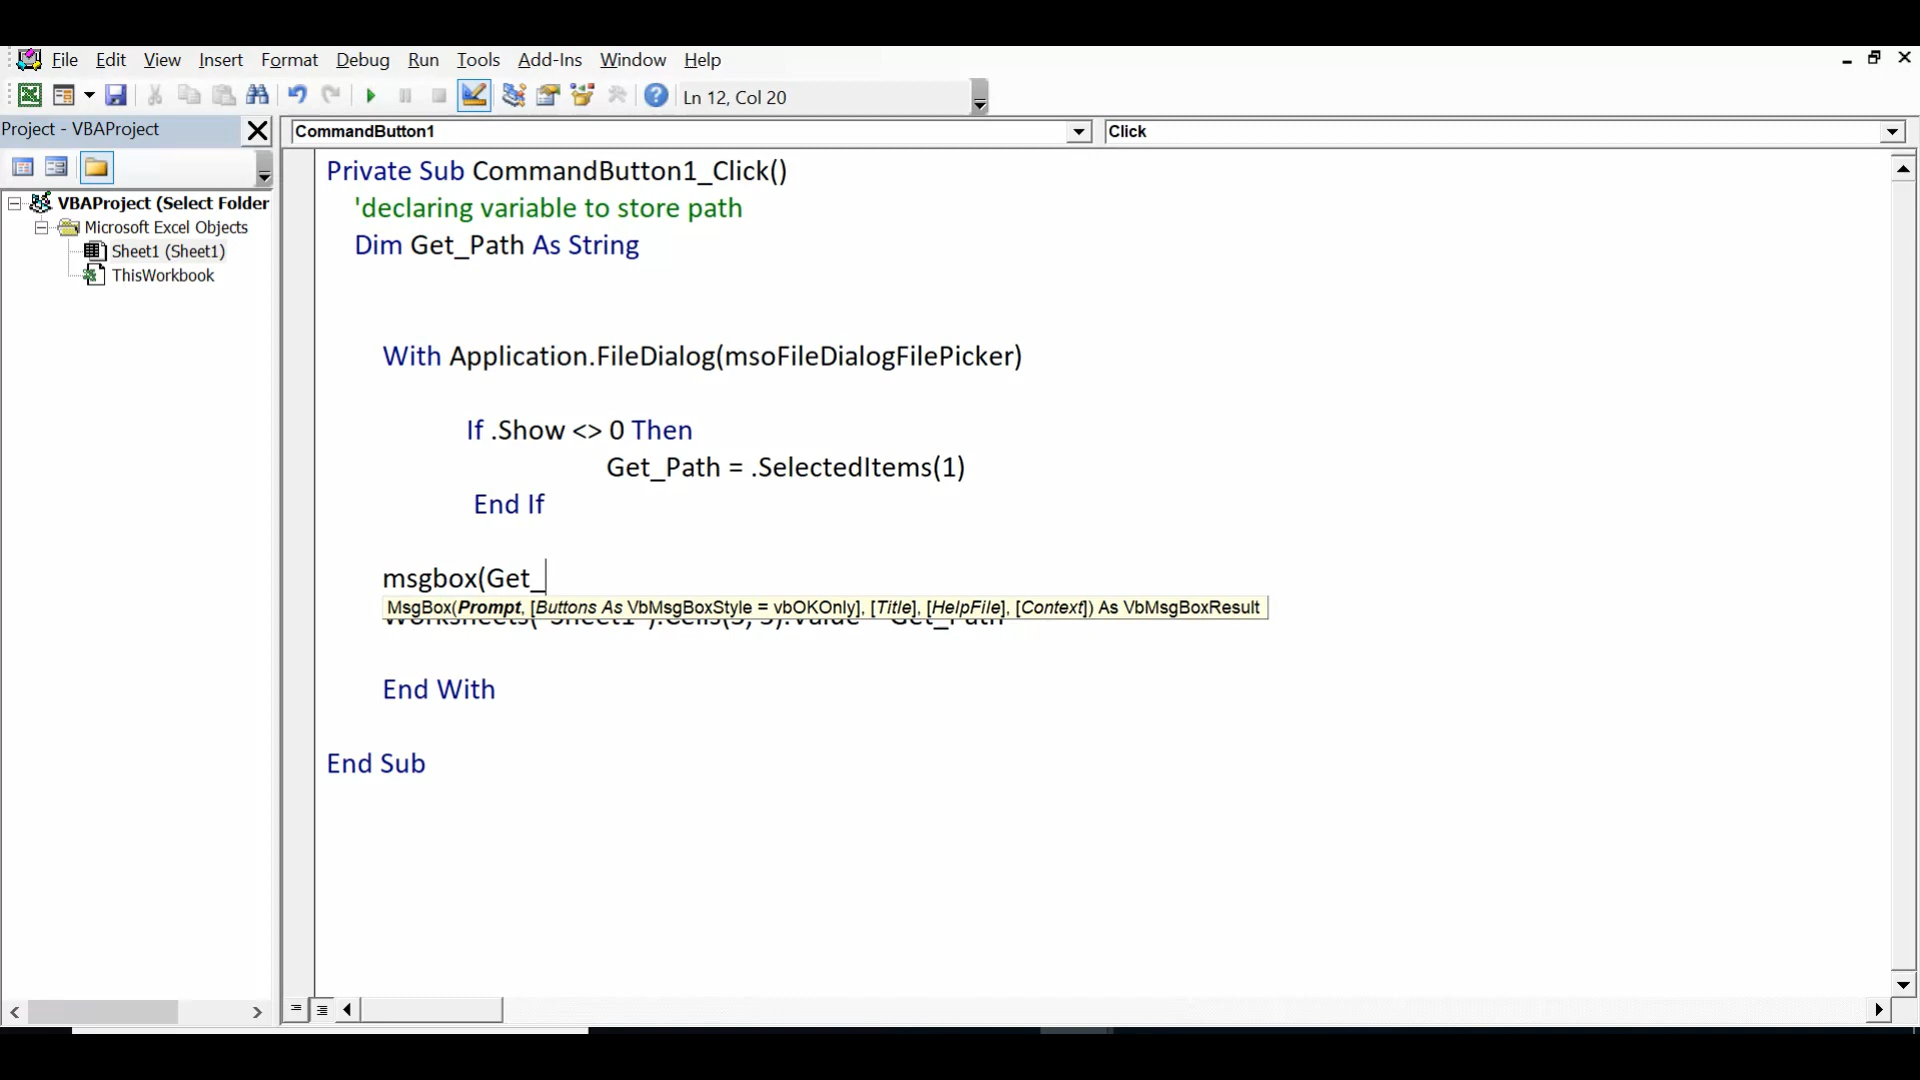 File Edit View Insert Format Debug Run Tools Add-Ins Window Help
Ln 12, Col 20
Project - VBAProject
CommandButton1
Click
VBAProject (Select Folder
Microsoft Excel Objects
Sheet1 (Sheet1)
ThisWorkbook
Private Sub CommandButton1_Click()
'declaring variable to store path
Dim Get_Path As String
With Application.FileDialog(msoFileDialogFilePicker)
If .Show <> 0 Then
Get_Path = .SelectedItems(1)
End If
msgbox(Get_
MsgBox(Prompt, [Buttons As VbMsgBoxStyle = vbOKOnly], [Title], [HelpFile], [Context]) As VbMsgBoxResult
End With
End Sub